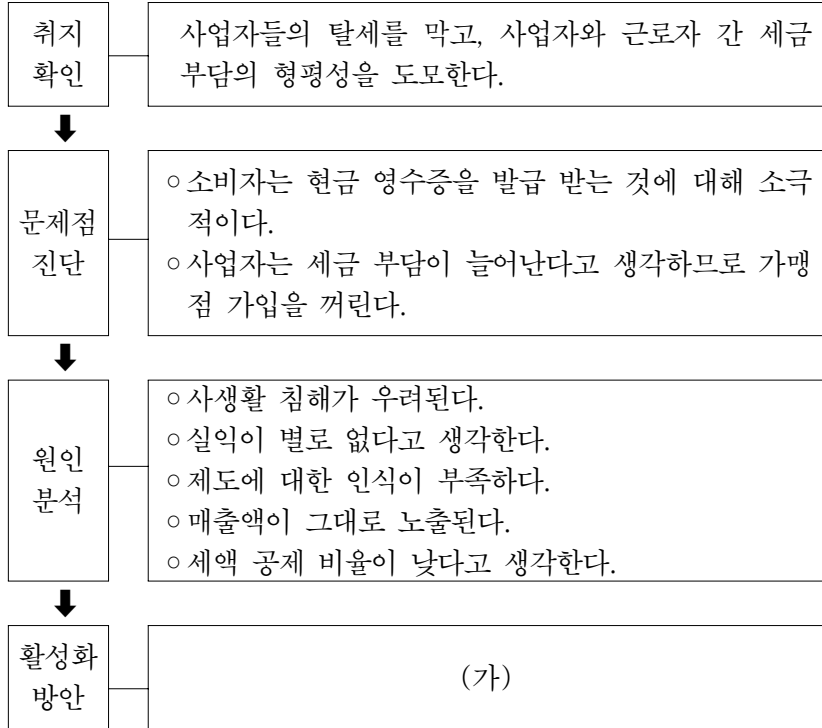 취지
확인
사업자들의 탈세를 막고, 사업자와 근로자 간 세금
부담의 형평성을 도모한다.
문제점
진단
○소비자는 현금 영수증을 발급 받는 것에 대해 소극
적이다.
○사업자는 세금 부담이 늘어난다고 생각하므로 가맹
점 가입을 꺼린다.
원인
분석
○사생활 침해가 우려된다.
○실익이 별로 없다고 생각한다.
○제도에 대한 인식이 부족하다.
○매출액이 그대로 노출된다.
○세액 공제 비율이 낮다고 생각한다.
활성화
방안
(가)